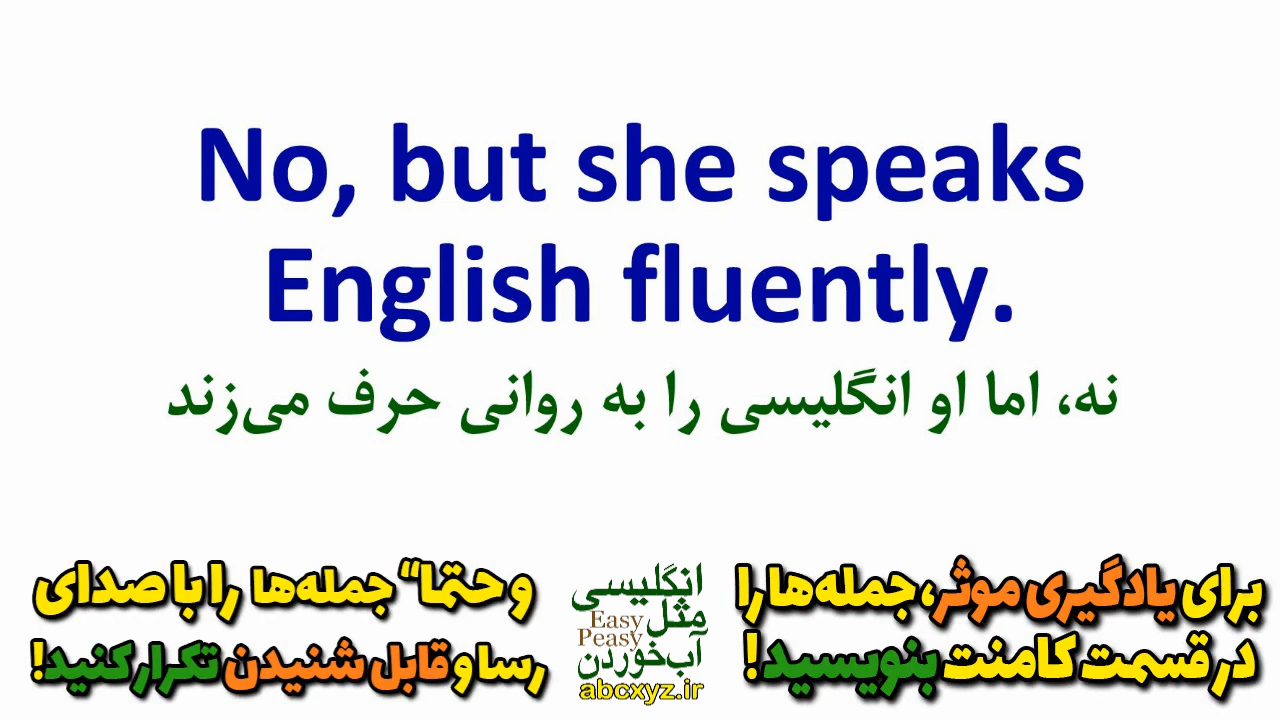 No, but she speaks
English fluently.
نه، اما او انگلیسی را به روانی حرف می‌زند
برای یادگیری موثر، جمله‌ها را
در قسمت کامنت بنویسید!
انگلیسی
مثل
Easy
Peasy
آب‌خوردن
abcxyz.ir
و حتما“ جمله‌ها را با صدای
رسا و قابل شنیدن تکرار کنید!